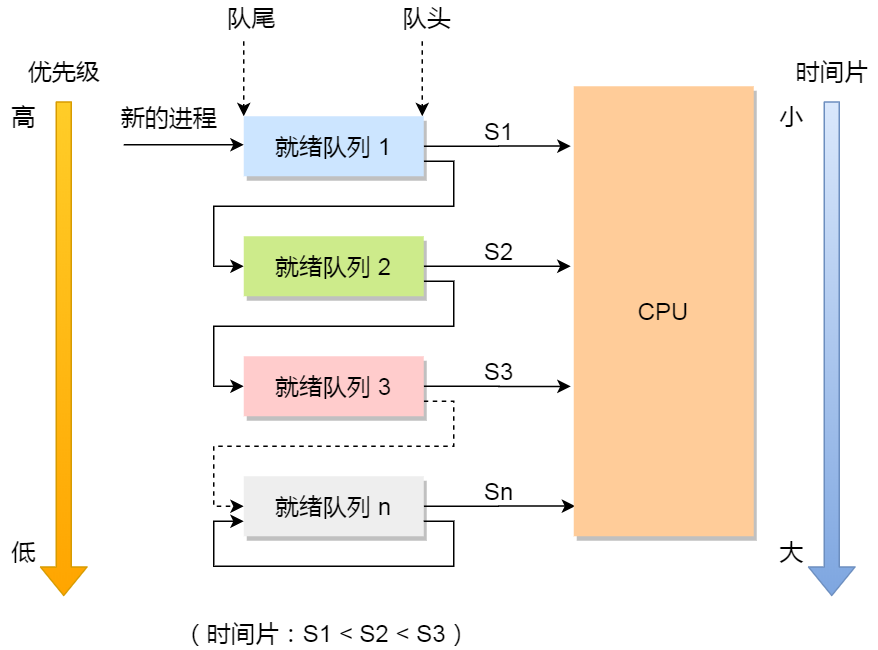 队尾
队头
优先级
时间片
高
新的进程
小
就绪队列 1
S1
就绪队列 2
S2
CPU
就绪队列 3
S3
就绪队列 n
Sn
低
大
（时间片：S1 < S2 < S3 ）